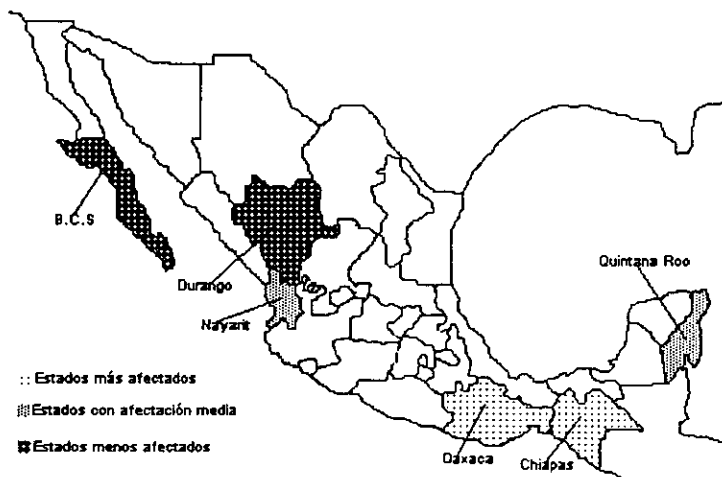 B.C.S
Durango
Nayarit
Quintana Roo
Estados más afectados
Estados con afectación media
Estados menos afectados
Oaxaca
Chiapas